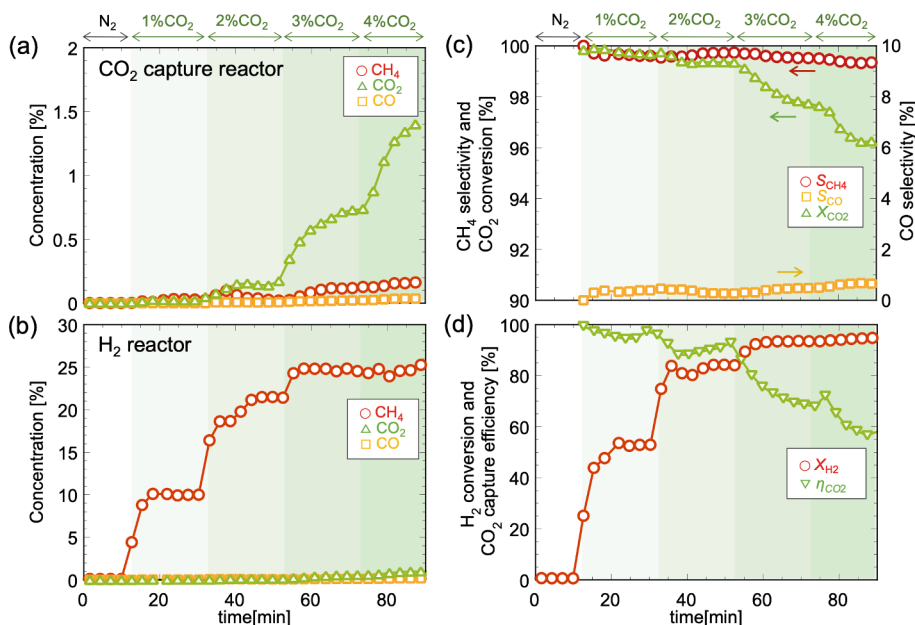 N2 1%CO2 2%CO2 3%CO2 4%CO2
(a)
CO2 capture reactor
CH4
CO2
CO
Concentration [%]
2
1.5
1
0.5
0
(b)
H2 reactor
CH4
CO2
CO
Concentration [%]
30
25
20
15
10
5
0
0 20 40 60 80
time[min]
N2 1%CO2 2%CO2 3%CO2 4%CO2
(c)
CH4 selectivity and
CO2 conversion [%]
100
98
96
94
92
90
SCH4
SCO
XCO2
10
8
6
4
2
0
CO selectivity [%]
(d)
H2 conversion and
CO2 capture efficiency [%]
100
80
60
40
20
0
XH2
ηCO2
0 20 40 60 80
time[min]